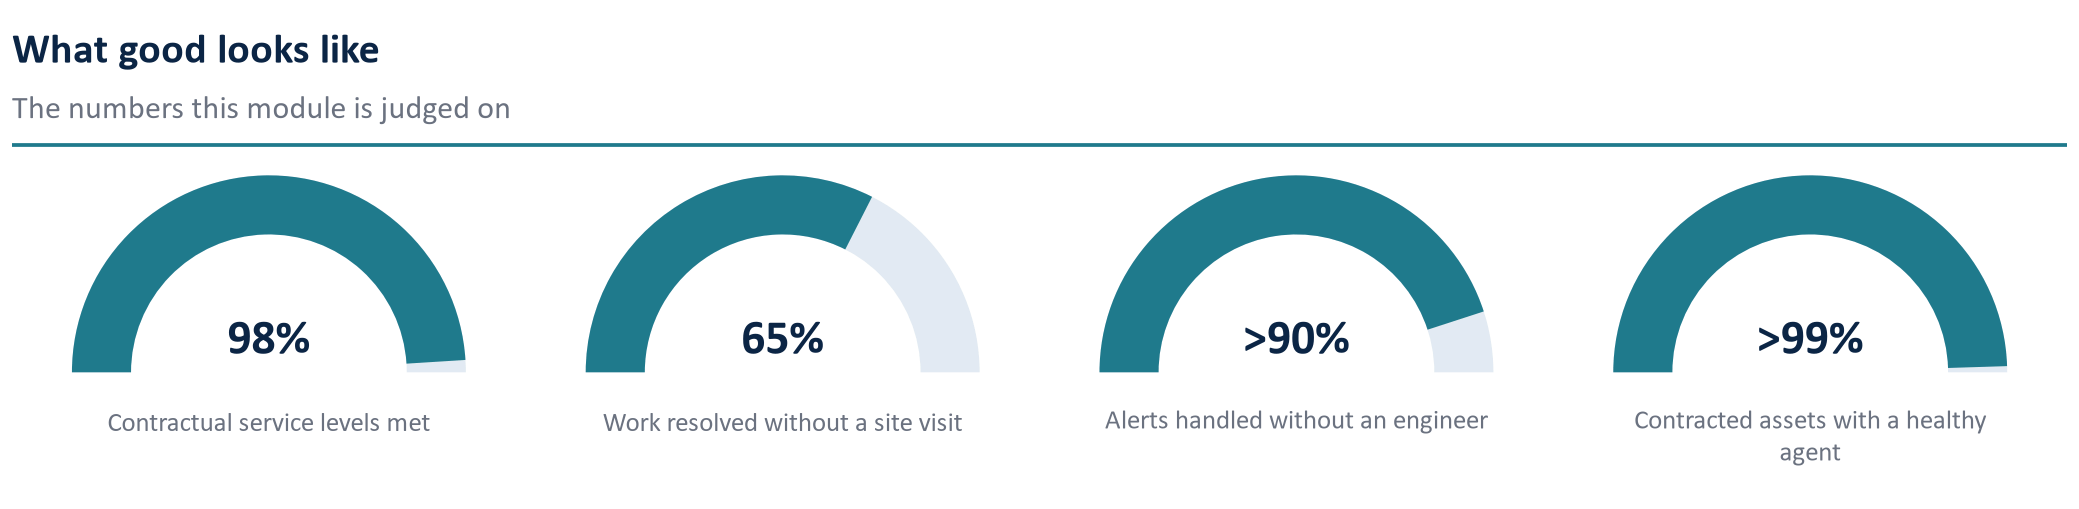 What good looks like
The numbers this module is judged on
98%
65%
>90%
>99%
Contractual service levels met
Work resolved without a site visit
Alerts handled without an engineer
Contracted assets with a healthy
agent